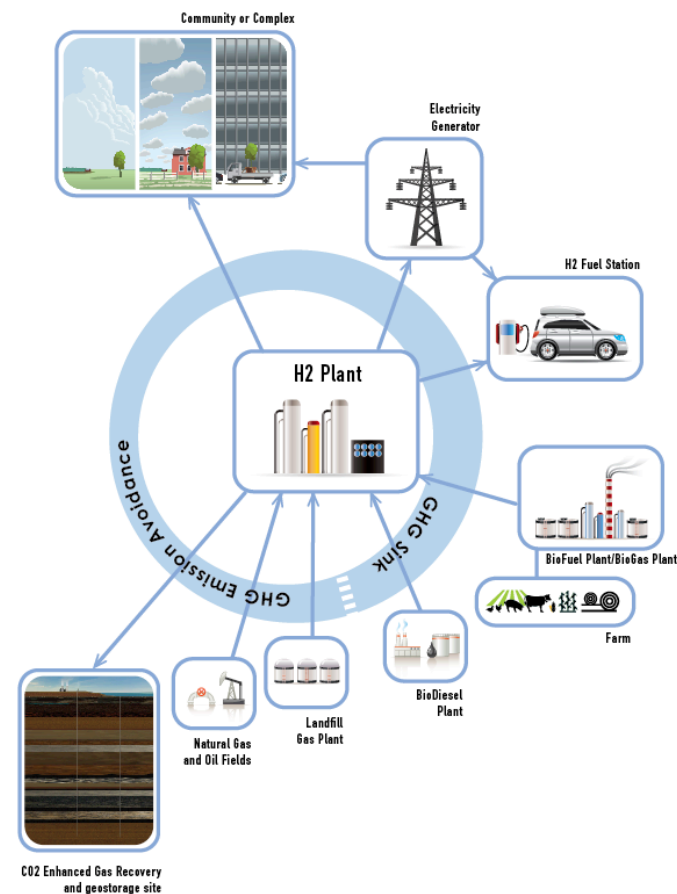 Community or Complex
Electricity
Generator
H2 Fuel Station
H2 Plant
GHG Emission Avoidance
GHG Sink
BioFuel Plant/BioGas Plant
Farm
BioDiesel
Plant
Landfill
Gas Plant
Natural Gas
and Oil Fields
CO2 Enhanced Gas Recovery
and geostorage site